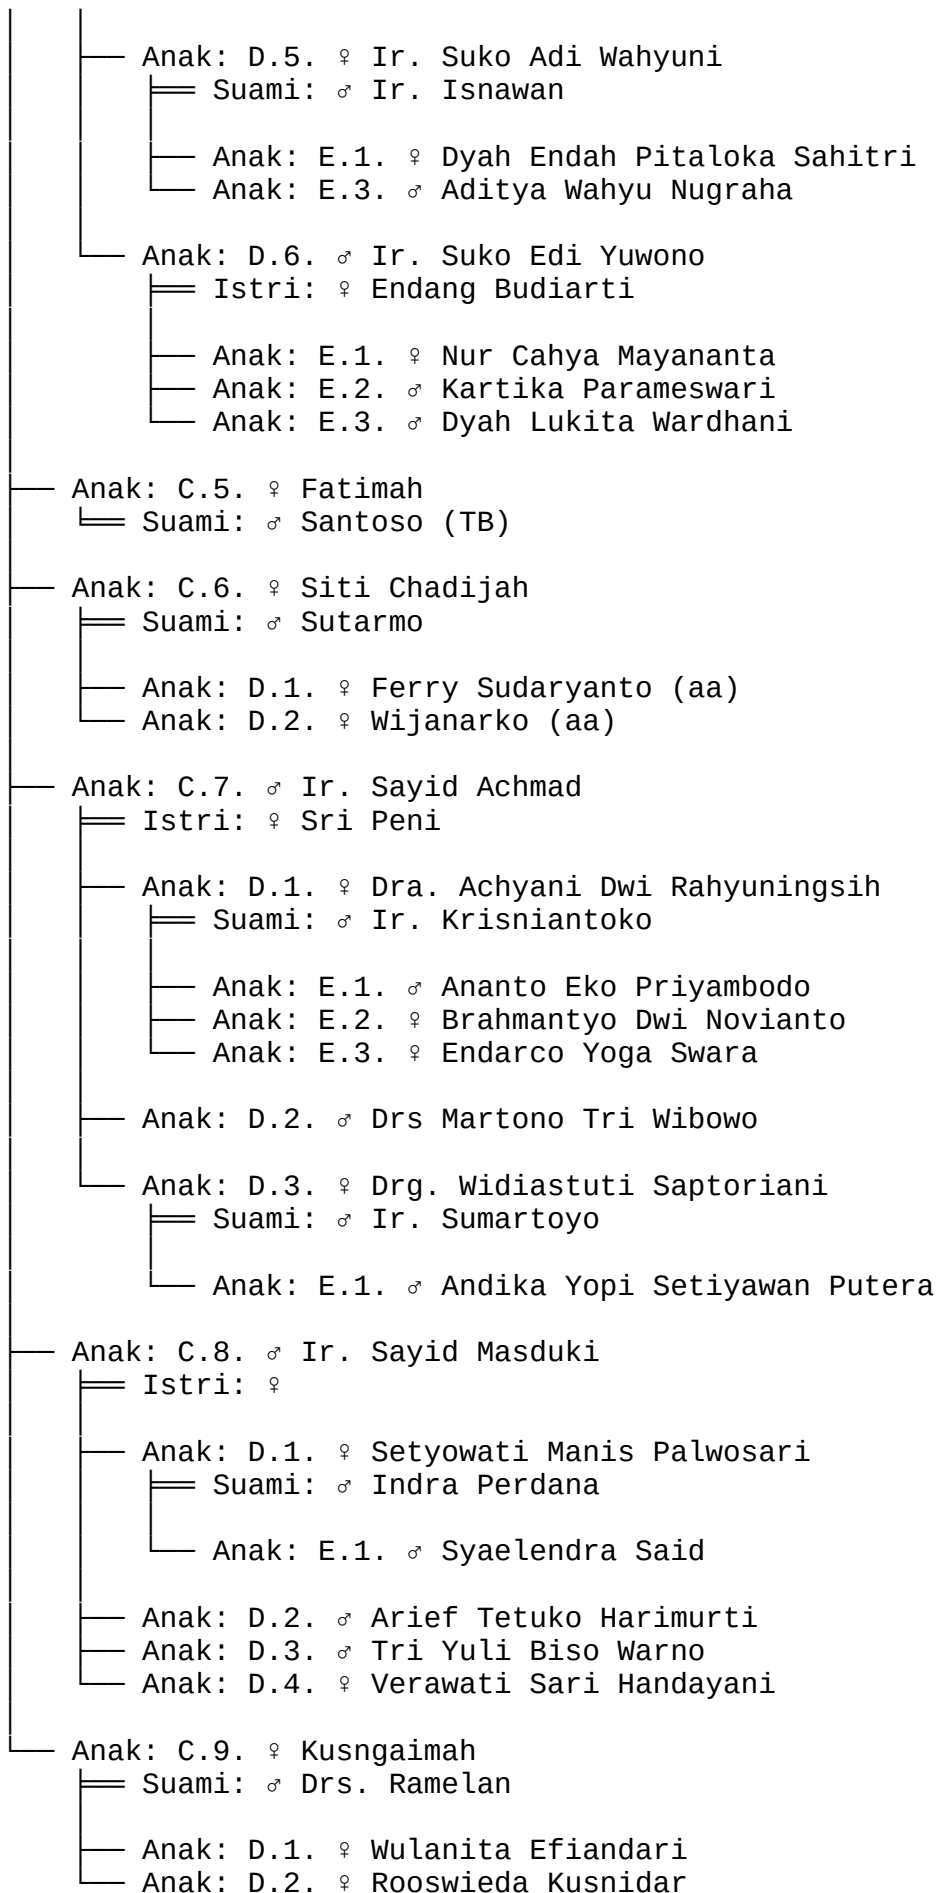 Anak: D.5. ♀ Ir. Suko Adi Wahyuni
Suami: ♂ Ir. Isnawan
Anak: E.1. ♀ Dyah Endah Pitaloka Sahitri
Anak: E.3. ♂ Aditya Wahyu Nugraha
Anak: D.6. ♂ Ir. Suko Edi Yuwono
Istri: ♀ Endang Budiarti
Anak: E.1. ♀ Nur Cahya Mayananta
Anak: E.2. ♂ Kartika Parameswari
Anak: E.3. ♂ Dyah Lukita Wardhani
Anak: C.5. ♀ Fatimah
Suami: ♂ Santoso (TB)
Anak: C.6. ♀ Siti Chadijah
Suami: ♂ Sutarmo
Anak: D.1. ♀ Ferry Sudaryanto (aa)
Anak: D.2. ♀ Wijanarko (aa)
Anak: C.7. ♂ Ir. Sayid Achmad
Istri: ♀ Sri Peni
Anak: D.1. ♀ Dra. Achyani Dwi Rahyuningsih
Suami: ♂ Ir. Krisniantoko
Anak: E.1. ♂ Ananto Eko Priyambodo
Anak: E.2. ♀ Brahmantyo Dwi Novianto
Anak: E.3. ♀ Endarco Yoga Swara
Anak: D.2. ♂ Drs Martono Tri Wibowo
Anak: D.3. ♀ Drg. Widiastuti Saptoriani
Suami: ♂ Ir. Sumartoyo
Anak: E.1. ♂ Andika Yopi Setiyawan Putera
Anak: C.8. ♂ Ir. Sayid Masduki
Istri: ♀
Anak: D.1. ♀ Setyowati Manis Palwosari
Suami: ♂ Indra Perdana
Anak: E.1. ♂ Syaelendra Said
Anak: D.2. ♂ Arief Tetuko Harimurti
Anak: D.3. ♂ Tri Yuli Biso Warno
Anak: D.4. ♀ Verawati Sari Handayani
Anak: C.9. ♀ Kusngaimah
Suami: ♂ Drs. Ramelan
Anak: D.1. ♀ Wulanita Efiandari
Anak: D.2. ♀ Rooswieda Kusnidar